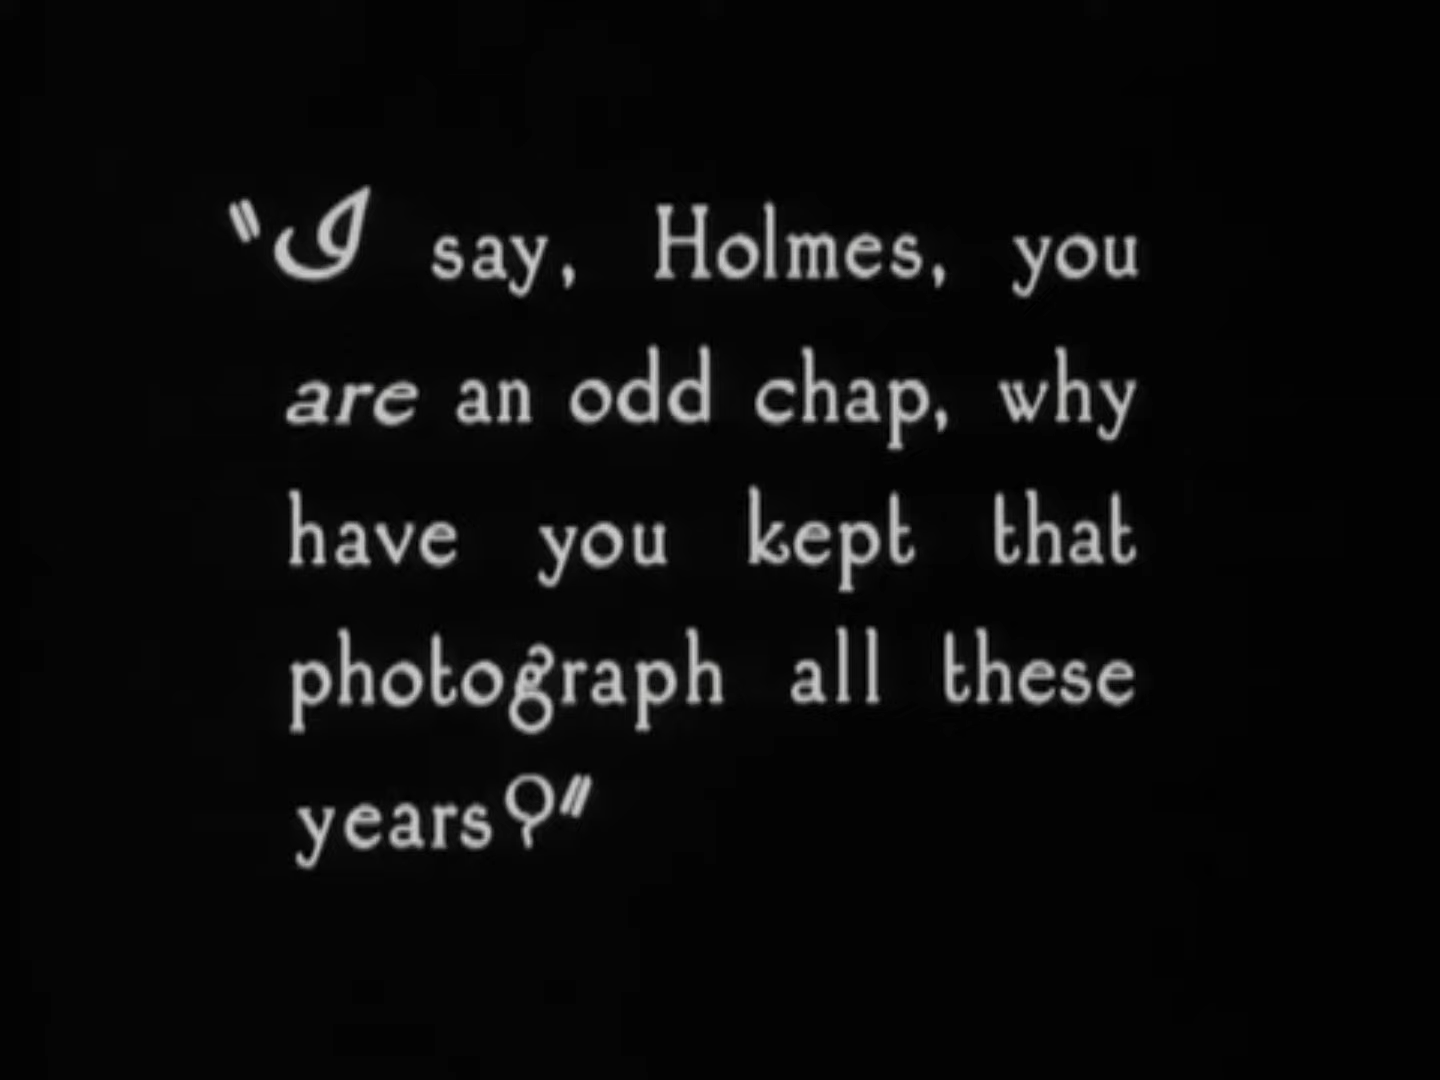 "I say, Holmes, you
are an odd chap, why
have you kept that
photograph all these
years?"